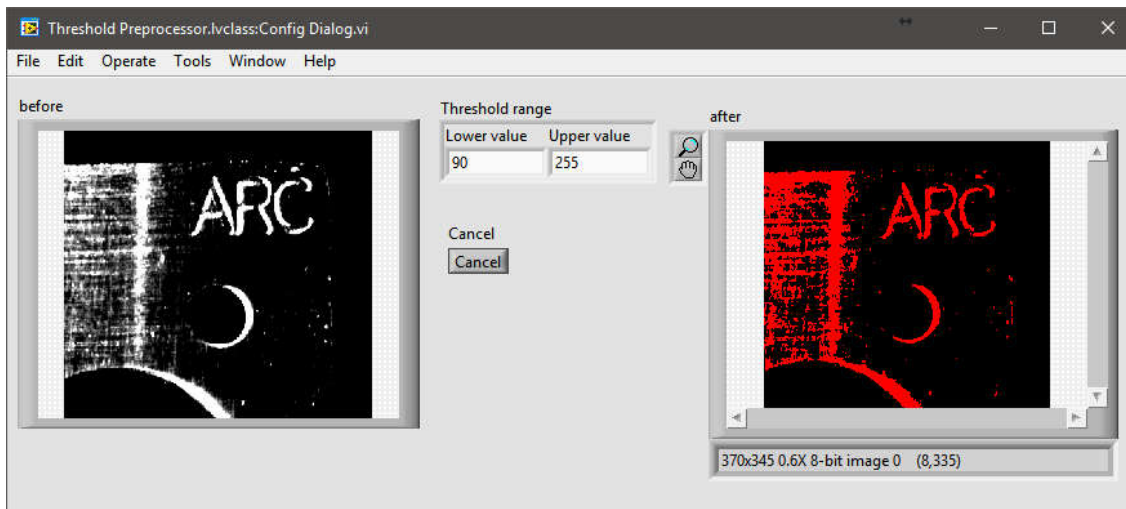 Threshold Preprocessor.lvclass:Config Dialog.vi
File Edit Operate Tools Window Help
before
Threshold range
after
Lower value Upper value
90 255
ARC
ARC
Cancel
Cancel
370x345 0.6X 8-bit image 0 (8,335)